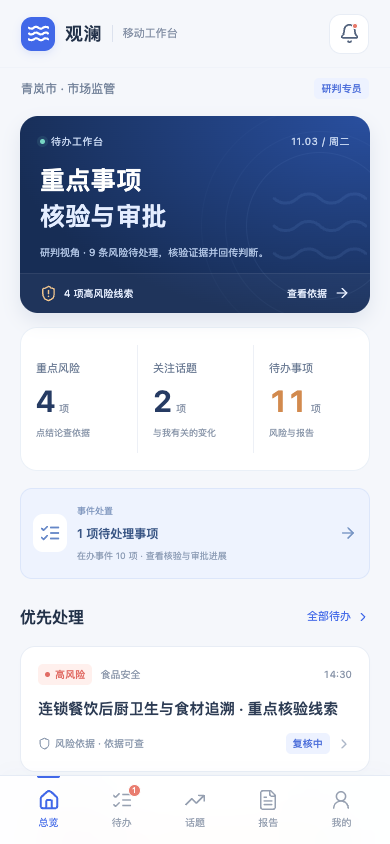 观澜
移动工作台
青岚市 · 市场监管
研判专员
待办工作台
11.03 / 周二
重点事项
核验与审批
研判视角 · 9 条风险待处理，核验证据并回传判断。
4 项高风险线索
查看依据
重点风险
关注话题
待办事项
4 项
2 项
11 项
点结论查依据
与我有关的变化
风险与报告
事件处置
1 项待处理事项
在办事件 10 项 · 查看核验与审批进展
优先处理
全部待办
高风险
食品安全
14:30
连锁餐饮后厨卫生与食材追溯 · 重点核验线索
风险依据 · 依据可查
复核中
1
总览
待办
话题
报告
我的